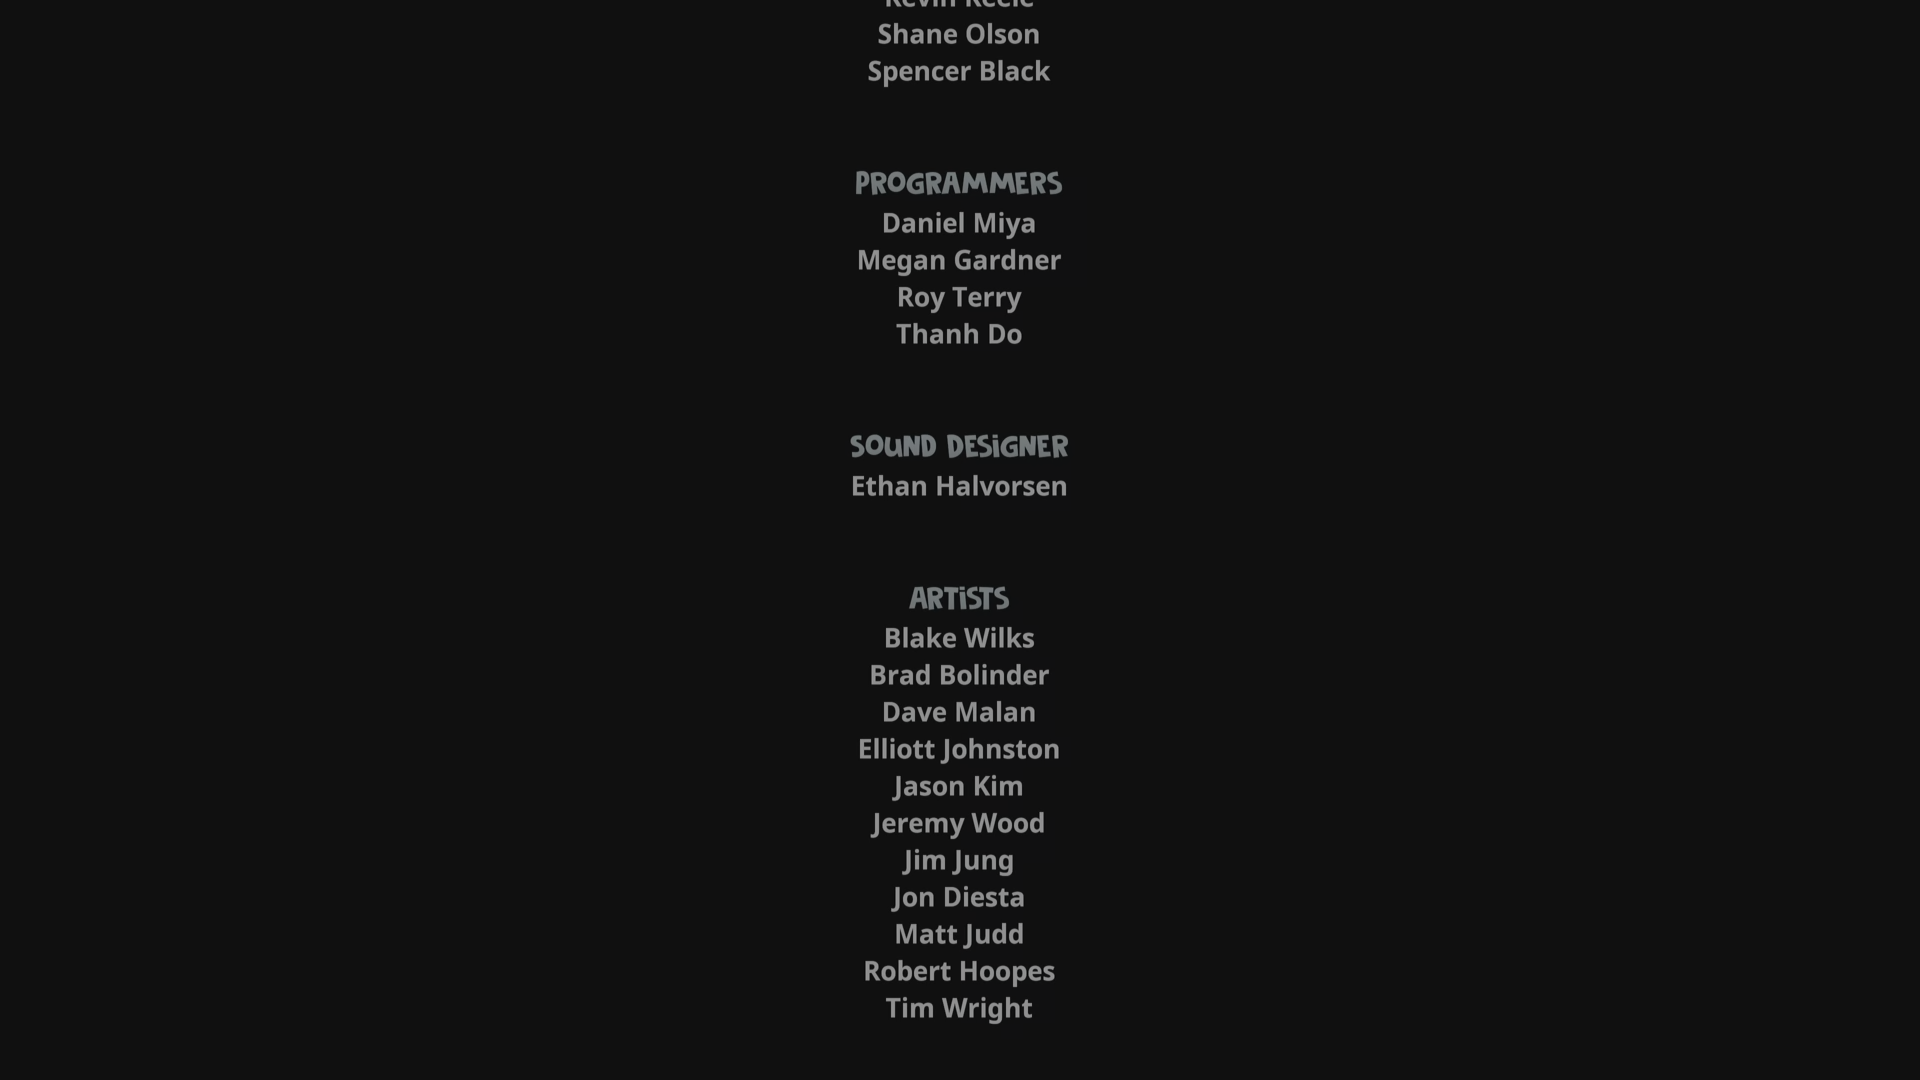 Kevin Keele
Shane Olson
Spencer Black
PROGRAMMERS
Daniel Miya
Megan Gardner
Roy Terry
Thanh Do
SOUND DESIGNER
Ethan Halvorsen
ARTISTS
Blake Wilks
Brad Bolinder
Dave Malan
Elliott Johnston
Jason Kim
Jeremy Wood
Jim Jung
Jon Diesta
Matt Judd
Robert Hoopes
Tim Wright